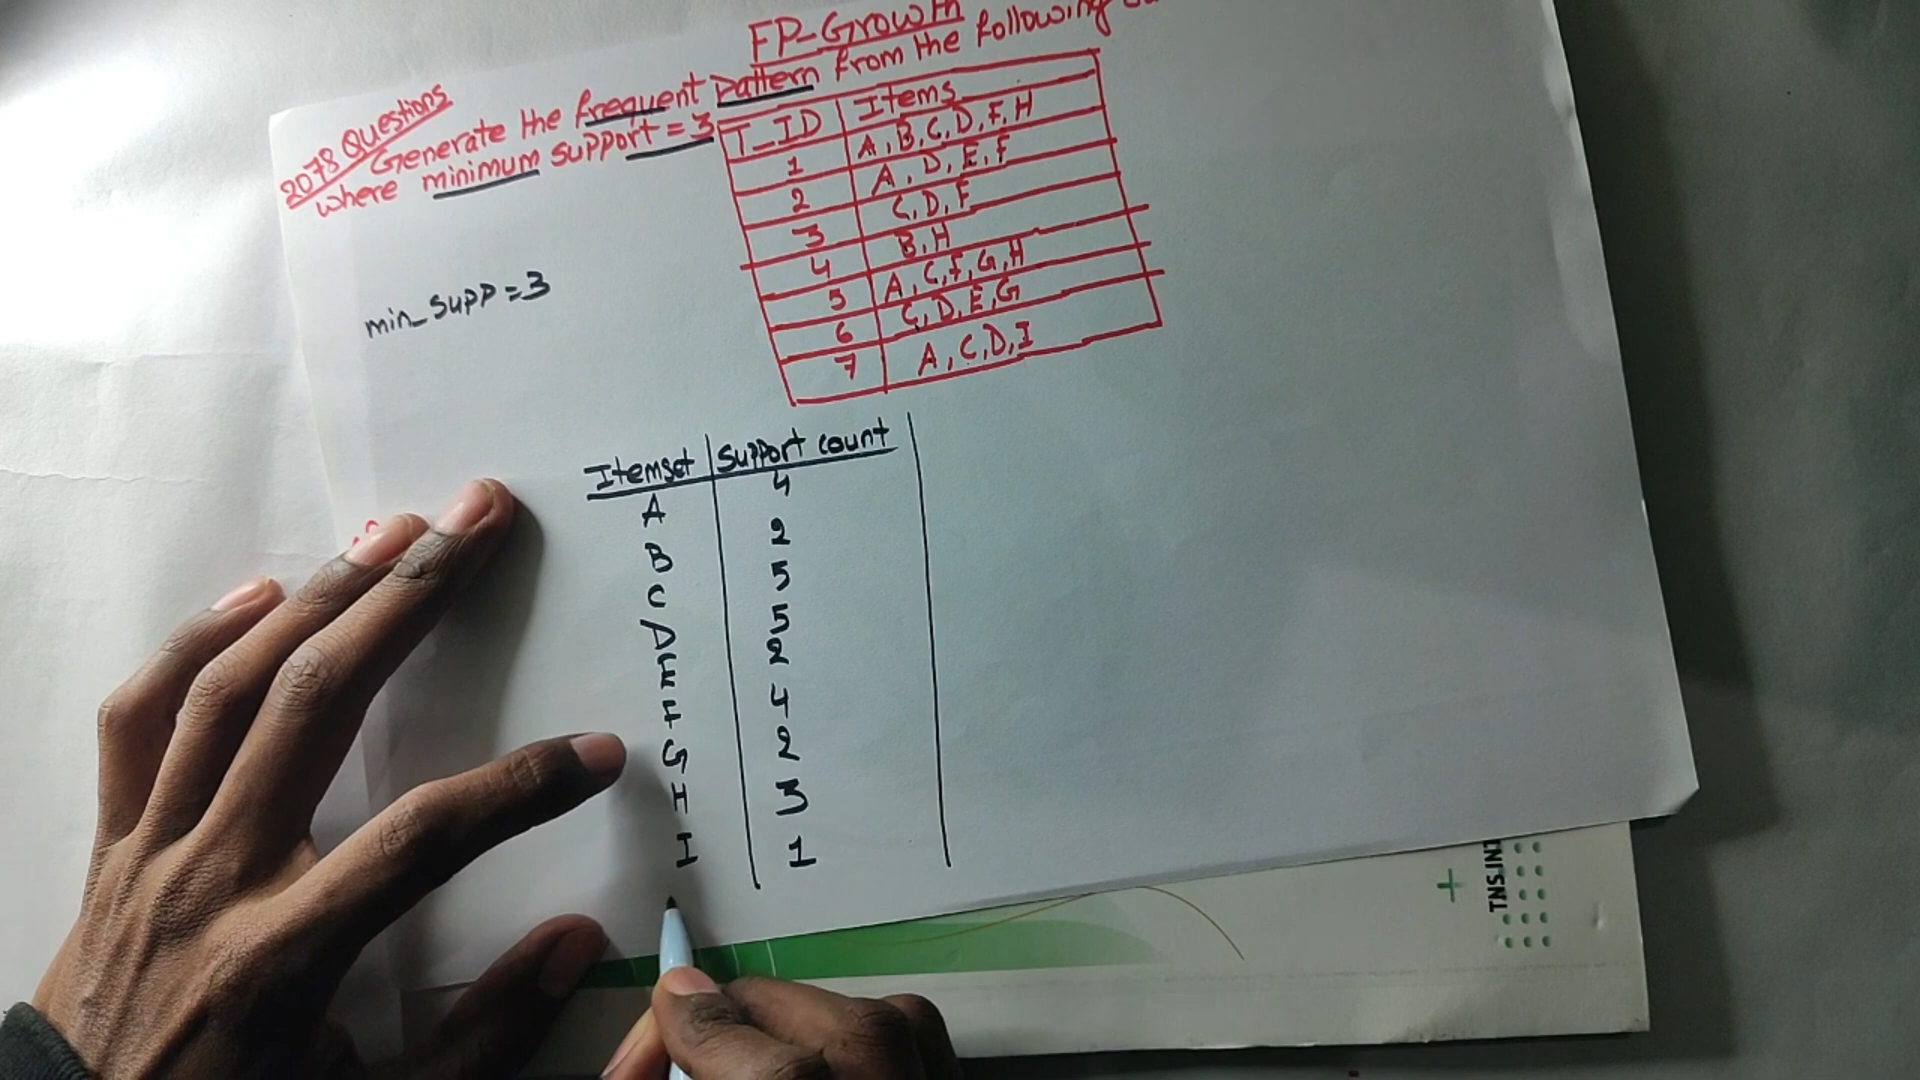 FP-Growth
2078 Questions
Generate the frequent pattern from the following
where minimum support = 3
T_ID Items
1 A, B, C, D, F, H
2 A, D, E, F
3 C, D, F
4 B, H
5 A, C, F, G, H
6 C, D, E, G
7 A, C, D, I
min_supp = 3
Itemset Support count
A 4
B 2
C 5
D 5
E 2
F 4
G 2
H 3
I 1